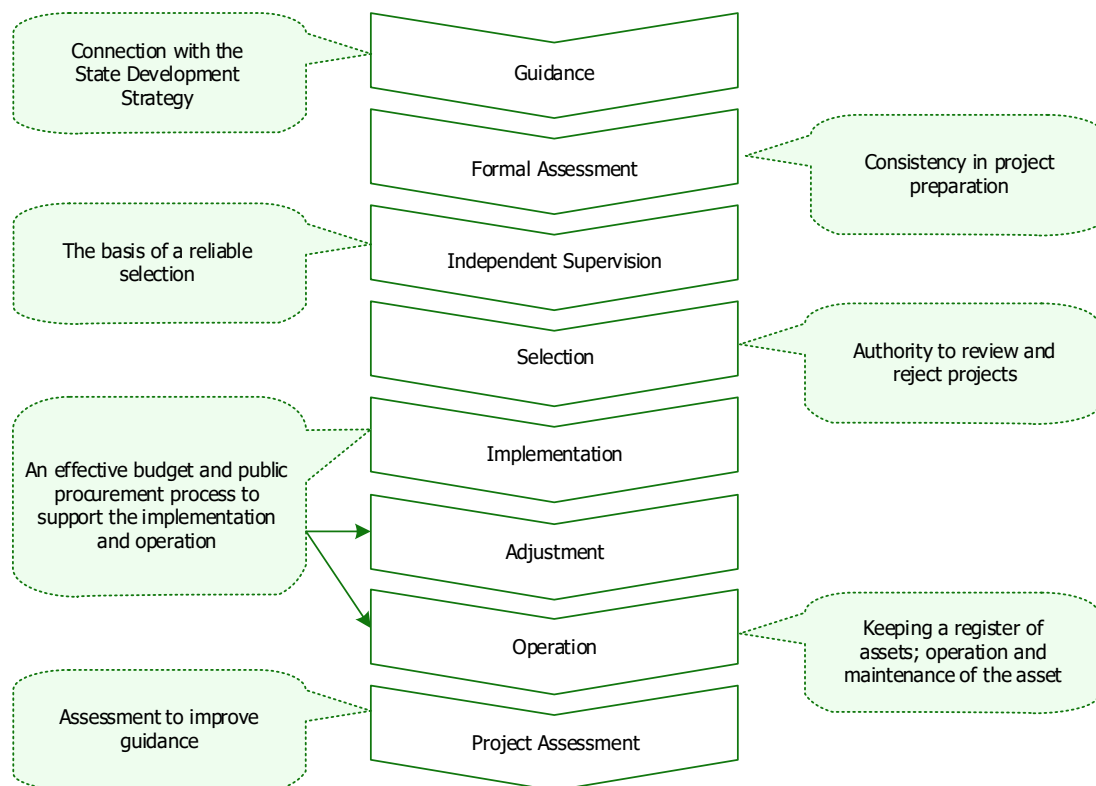 Connection with the
State Development
Strategy
Guidance
Formal Assessment
Consistency in project
preparation
The basis of a reliable
selection
Independent Supervision
Selection
Authority to review and
reject projects
An effective budget and public
procurement process to
support the implementation
and operation
Implementation
Adjustment
Operation
Keeping a register of
assets; operation and
maintenance of the asset
Assessment to improve
guidance
Project Assessment